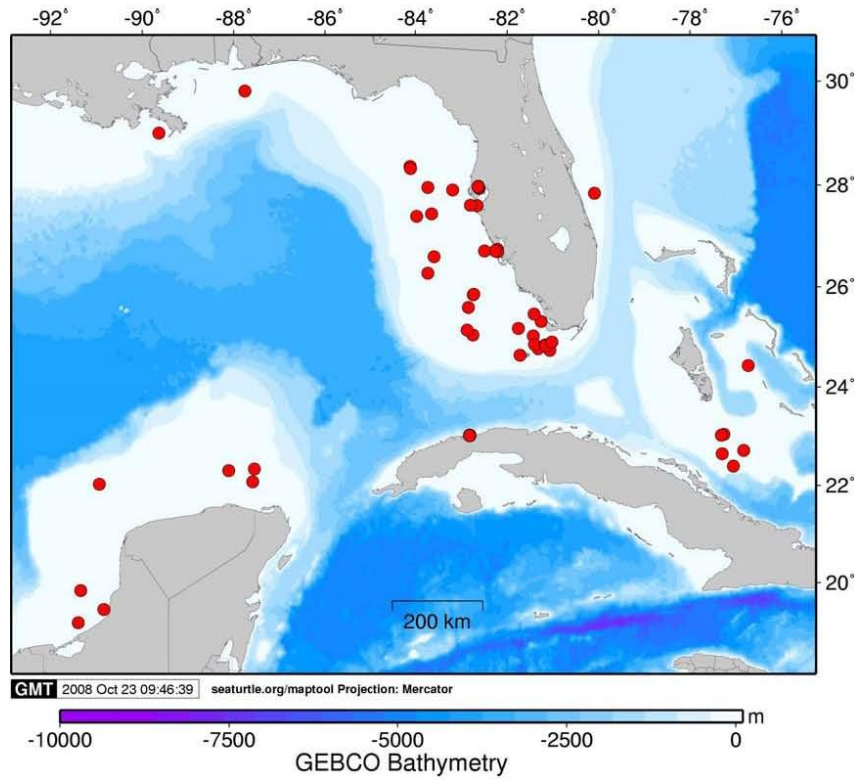 -92° -90° -88° -86° -84° -82° -80° -78° -76°
30°
28°
26°
24°
22°
20°
200 km
GMT 2008 Oct 23 09:46:39 seaturtle.org/maptool Projection: Mercator
m
-10000 -7500 -5000 -2500 0
GEBCO Bathymetry